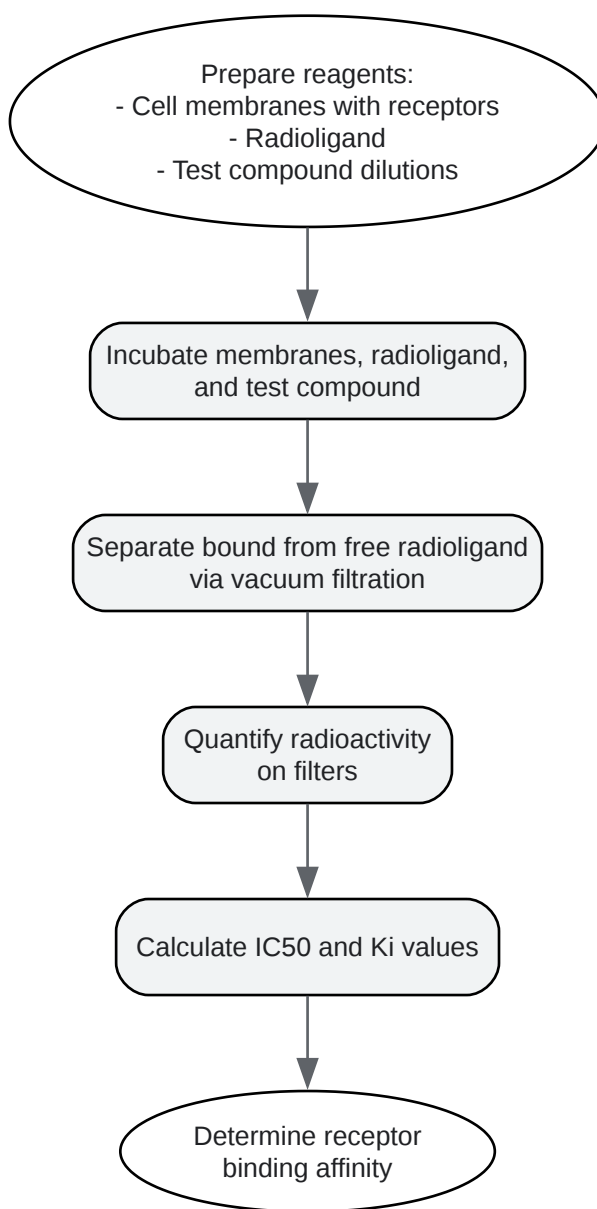 Prepare reagents:
- Cell membranes with receptors
- Radioligand
- Test compound dilutions
Incubate membranes, radioligand,
and test compound
Separate bound from free radioligand
via vacuum filtration
Quantify radioactivity
on filters
Calculate IC50 and Ki values
Determine receptor
binding affinity